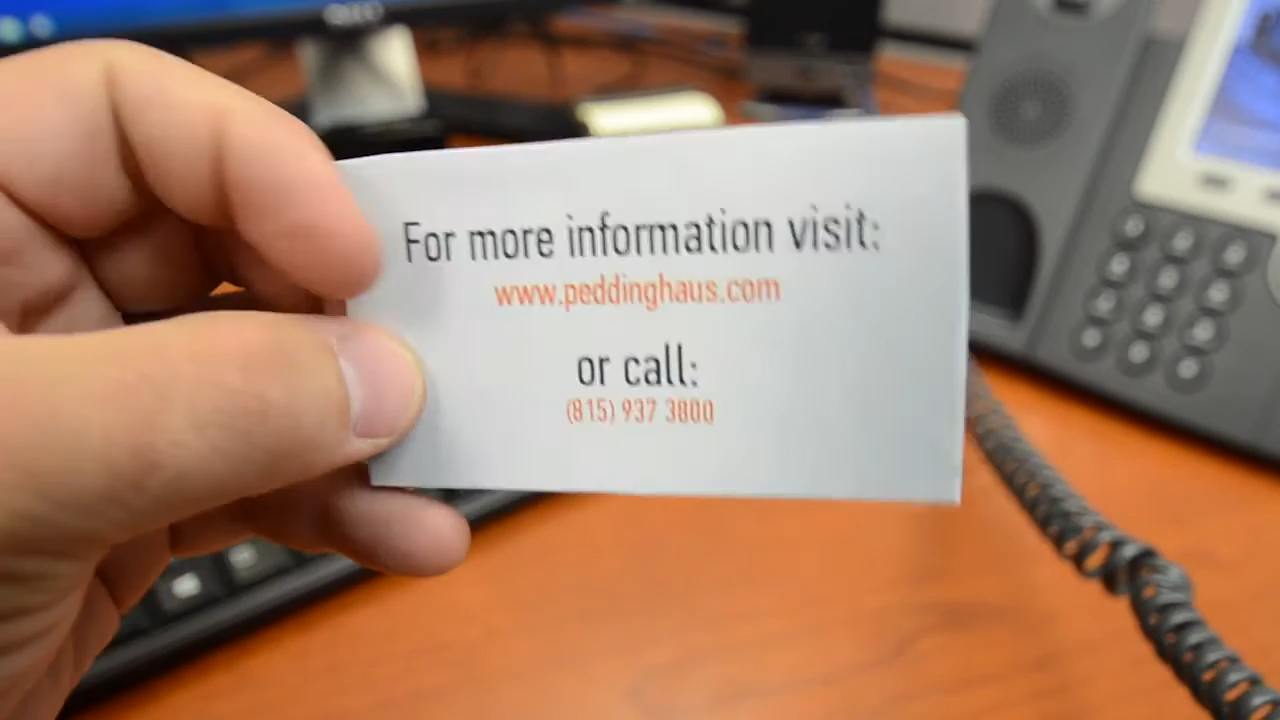 For more information visit:
www.peddinghaus.com
or call:
(815) 937 3800